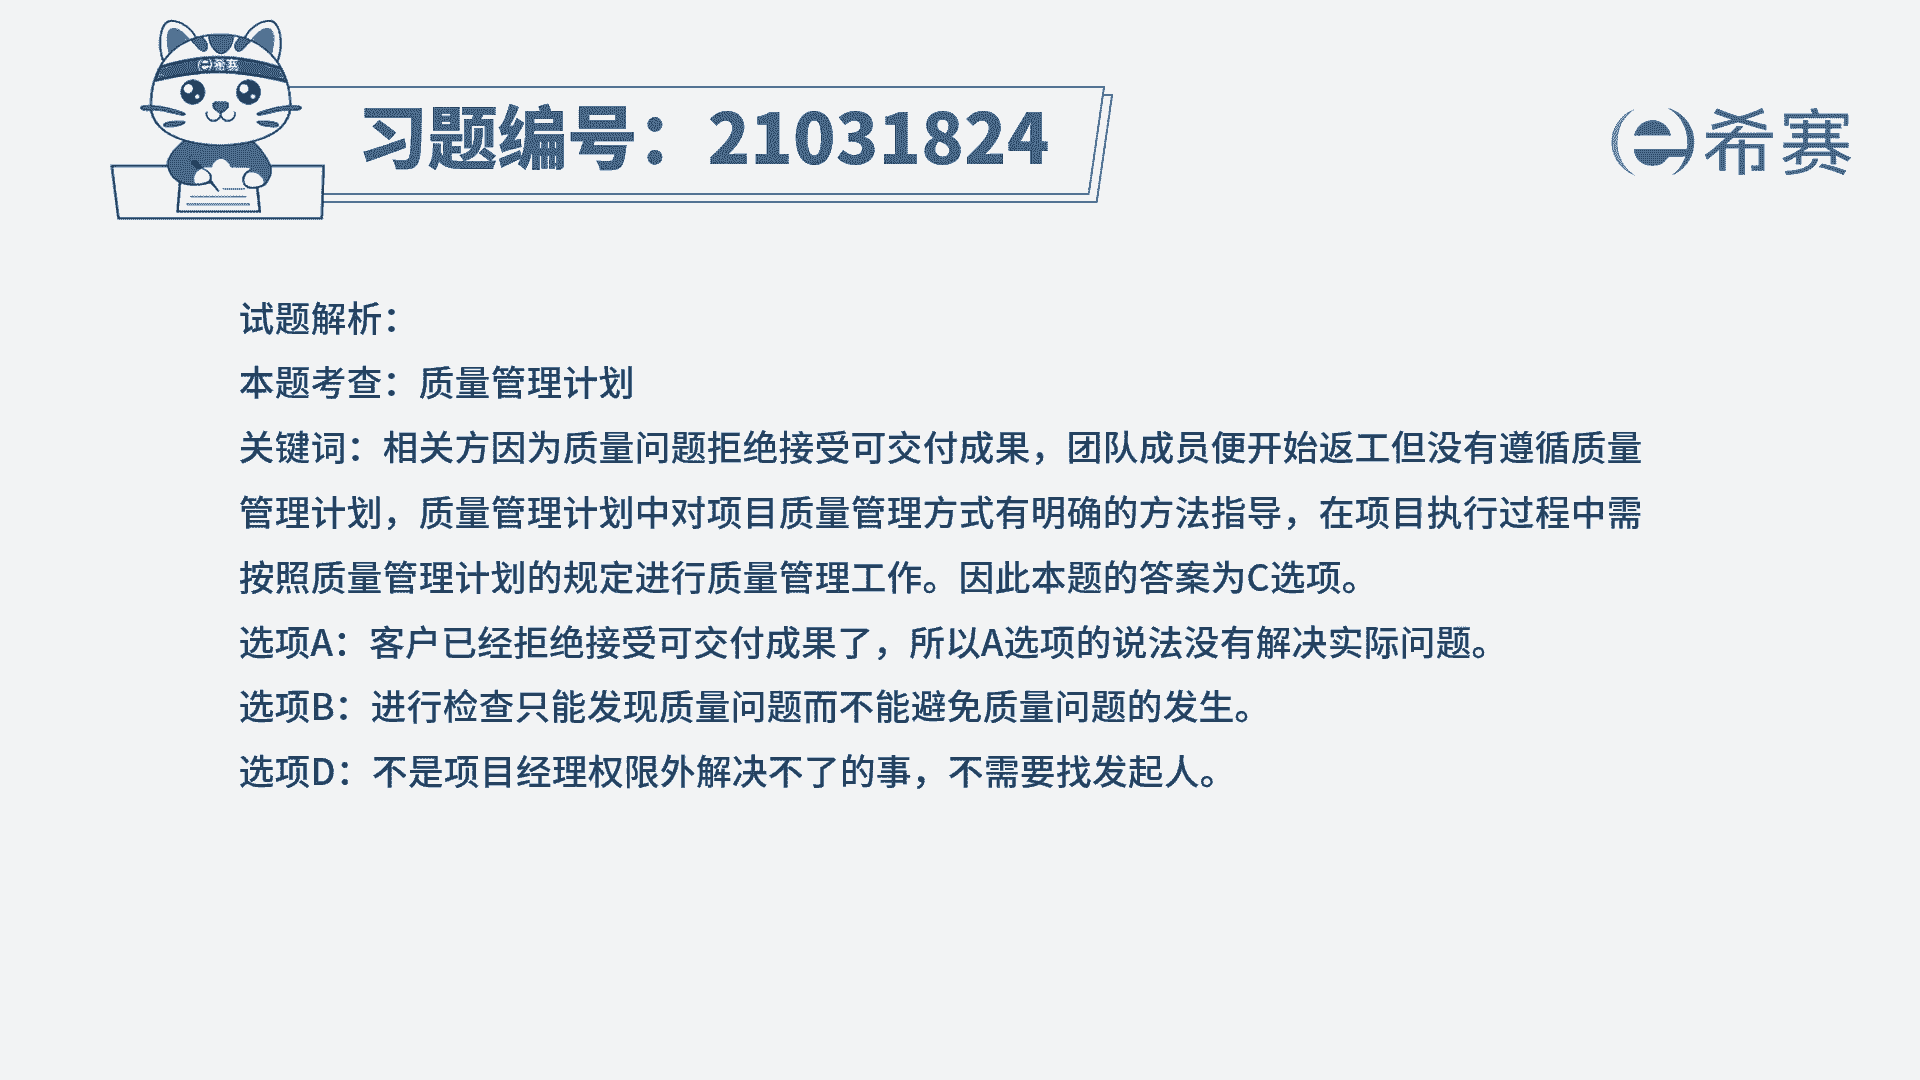 希赛
习题编号：21031824
希赛
试题解析：
本题考查：质量管理计划
关键词：相关方因为质量问题拒绝接受可交付成果，团队成员便开始返工但没有遵循质量
管理计划，质量管理计划中对项目质量管理方式有明确的方法指导，在项目执行过程中需
按照质量管理计划的规定进行质量管理工作。因此本题的答案为C选项。
选项A：客户已经拒绝接受可交付成果了，所以A选项的说法没有解决实际问题。
选项B：进行检查只能发现质量问题而不能避免质量问题的发生。
选项D：不是项目经理权限外解决不了的事，不需要找发起人。